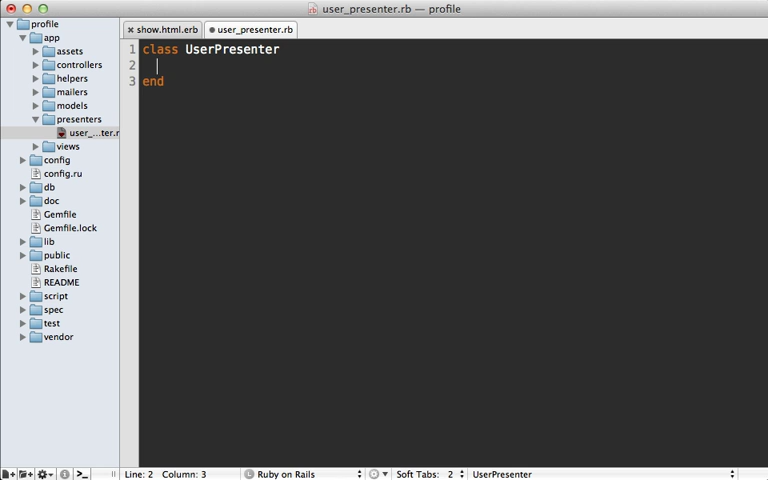 user_presenter.rb — profile
profile
app
assets
controllers
helpers
mailers
models
presenters
user_...ter.r
views
config
config.ru
db
doc
Gemfile
Gemfile.lock
lib
public
Rakefile
README
script
spec
test
vendor
show.html.erb
user_presenter.rb
1 class UserPresenter
2
3 end
Line: 2 Column: 3
Ruby on Rails
Soft Tabs: 2
UserPresenter